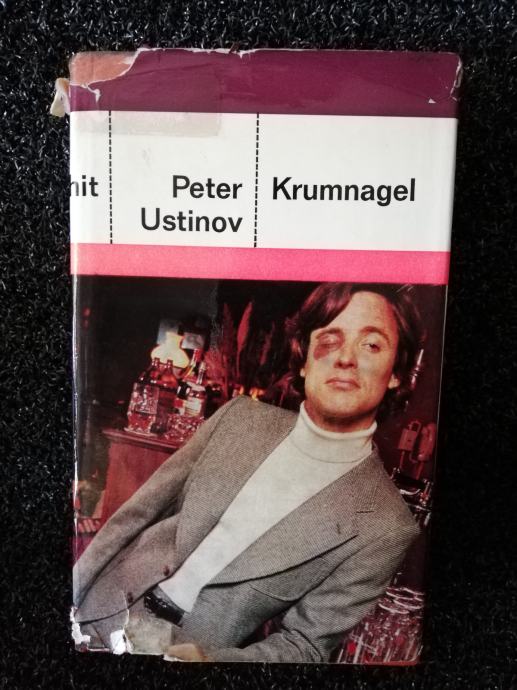 nit
Peter
Ustinov
Krumnagel